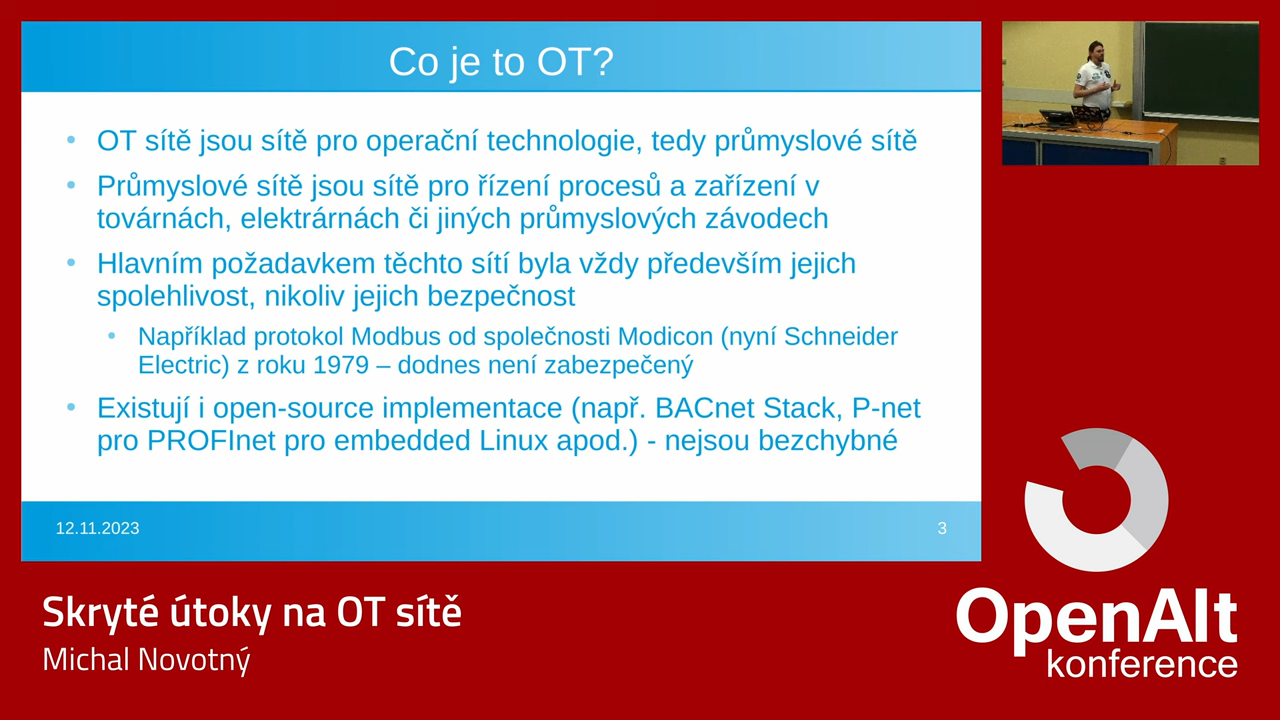 Co je to OT?
• OT sítě jsou sítě pro operační technologie, tedy průmyslové sítě
• Průmyslové sítě jsou sítě pro řízení procesů a zařízení v
továrnách, elektrárnách či jiných průmyslových závodech
• Hlavním požadavkem těchto sítí byla vždy především jejich
spolehlivost, nikoliv jejich bezpečnost
• Například protokol Modbus od společnosti Modicon (nyní Schneider
Electric) z roku 1979 – dodnes není zabezpečený
• Existují i open-source implementace (např. BACnet Stack, P-net
pro PROFInet pro embedded Linux apod.) - nejsou bezchybné
12.11.2023
3
Skryté útoky na OT sítě
Michal Novotný
OpenAlt
konference